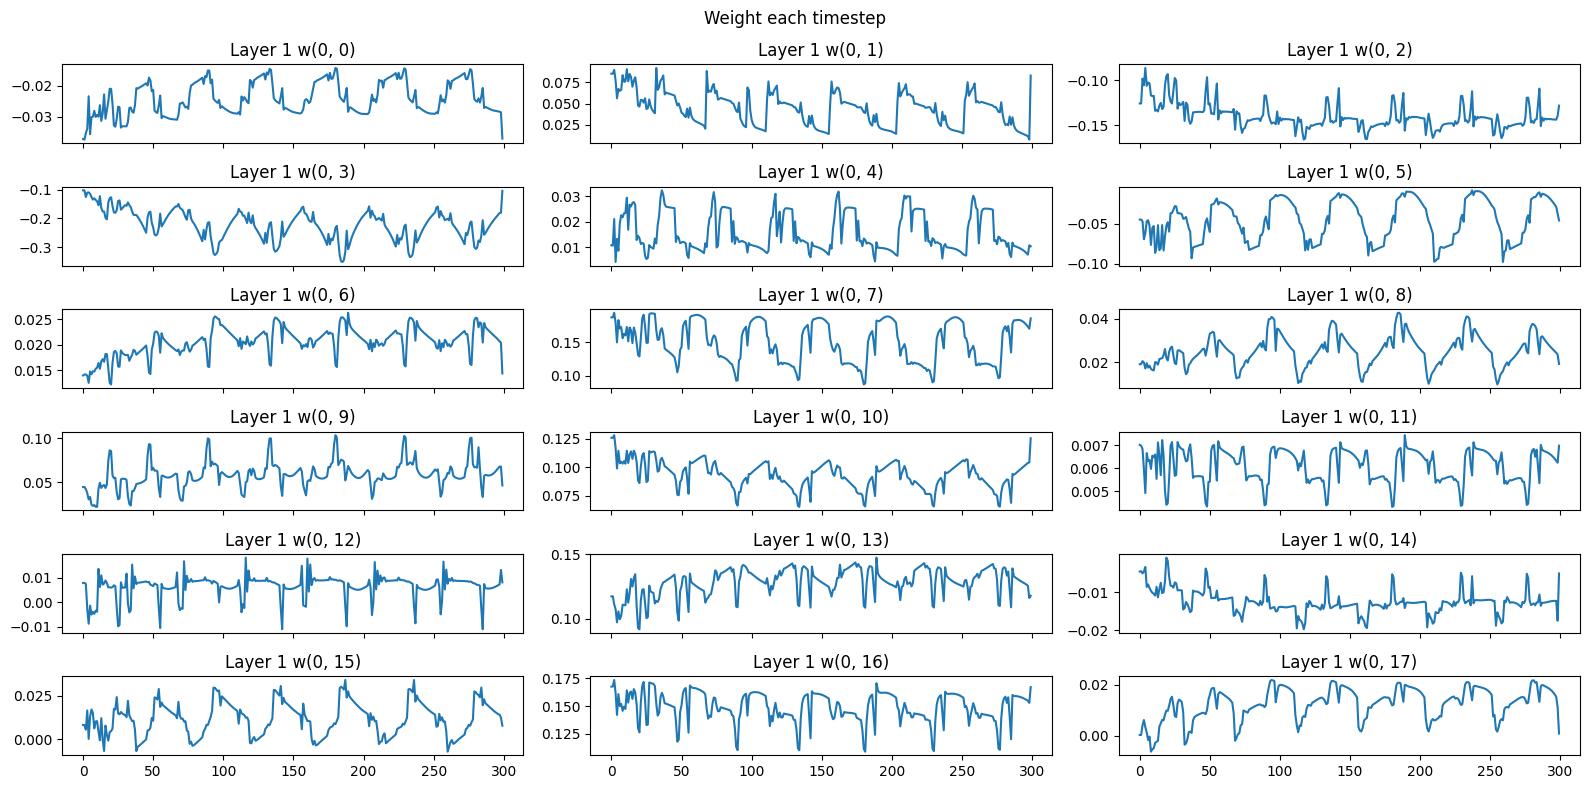 Weight each timestep
Layer 1 w(0, 0) Layer 1 w(0, 1) Layer 1 w(0, 2)
−0.02 0.075 −0.10
0.050
−0.03 0.025 −0.15
Layer 1 w(0, 3) Layer 1 w(0, 4) Layer 1 w(0, 5)
−0.1 0.03
−0.2 0.02 −0.05
−0.3 0.01 −0.10
Layer 1 w(0, 6) Layer 1 w(0, 7) Layer 1 w(0, 8)
0.025 0.04
0.020 0.15
0.015 0.10 0.02
Layer 1 w(0, 9) Layer 1 w(0, 10) Layer 1 w(0, 11)
0.10 0.125 0.007
0.100 0.006
0.05 0.075 0.005
Layer 1 w(0, 12) Layer 1 w(0, 13) Layer 1 w(0, 14)
0.01 0.15
0.00 −0.01
−0.01 0.10 −0.02
Layer 1 w(0, 15) Layer 1 w(0, 16) Layer 1 w(0, 17)
0.025 0.175 0.02
0.150
0.000 0.125 0.00
0 50 100 150 200 250 300 0 50 100 150 200 250 300 0 50 100 150 200 250 300